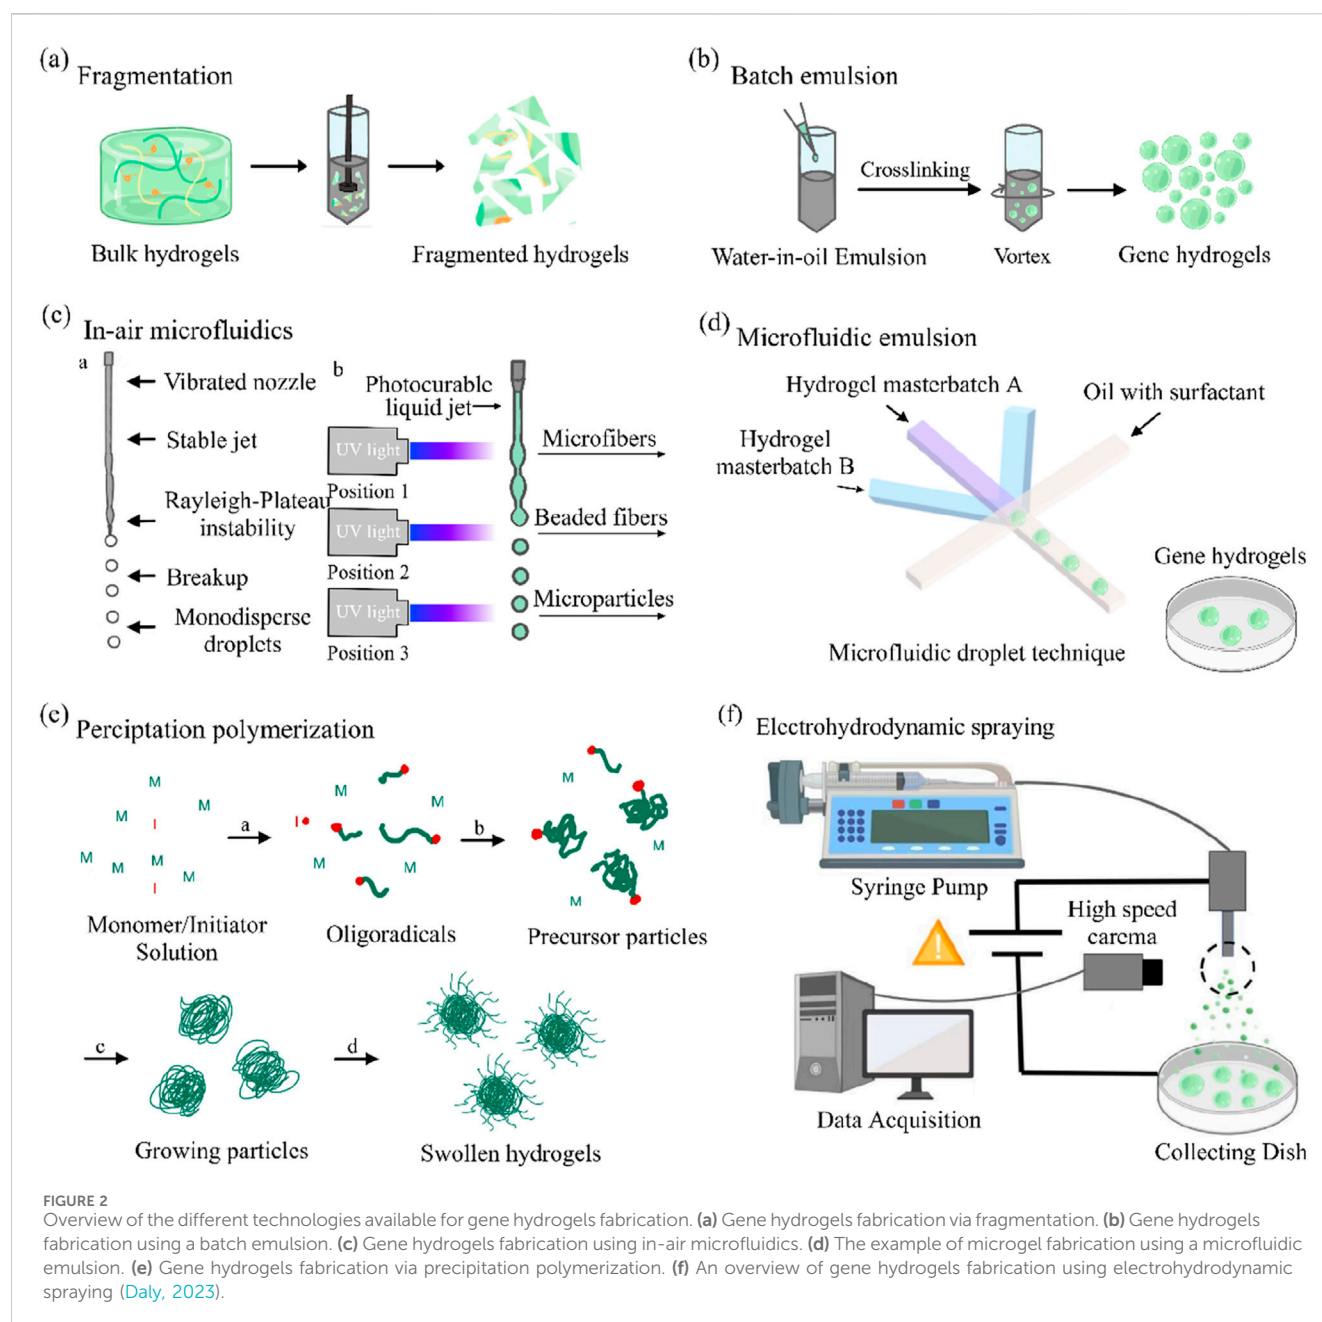 (a) Fragmentation
Bulk hydrogels
Fragmented hydrogels
(b) Batch emulsion
Crosslinking
Water-in-oil Emulsion
Vortex
Gene hydrogels
(c) In-air microfluidics
a
Vibrated nozzle
Stable jet
Rayleigh-Plateau
instability
Breakup
Monodisperse
droplets
b
Photocurable
liquid jet
UV light
Position 1
UV light
Position 2
UV light
Position 3
Microfibers
Beaded fibers
Microparticles
(d) Microfluidic emulsion
Hydrogel masterbatch A
Oil with surfactant
Hydrogel
masterbatch B
Gene hydrogels
Microfluidic droplet technique
(e) Perciptation polymerization
M
M
M
I
M
M
M
I
Monomer/Initiator
Solution
a
M
M
I
M
M
Oligoradicals
b
M
M
M
Precursor particles
c
Growing particles
d
Swollen hydrogels
(f) Electrohydrodynamic spraying
Syringe Pump
High speed
carema
Data Acquisition
Collecting Dish
FIGURE 2
Overview of the different technologies available for gene hydrogels fabrication. (a) Gene hydrogels fabrication via fragmentation. (b) Gene hydrogels
fabrication using a batch emulsion. (c) Gene hydrogels fabrication using in-air microfluidics. (d) The example of microgel fabrication using a microfluidic
emulsion. (e) Gene hydrogels fabrication via precipitation polymerization. (f) An overview of gene hydrogels fabrication using electrohydrodynamic
spraying (Daly, 2023).